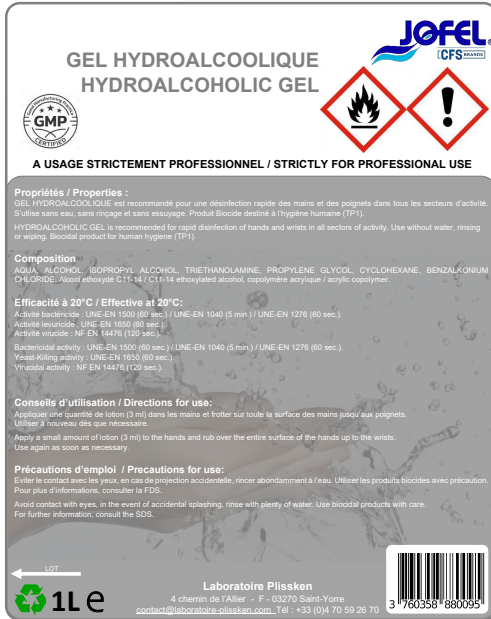 JOFEL
CFS BRANDS
GEL HYDROALCOOLIQUE
HYDROALCOHOLIC GEL
Good Manufacturing Practice
GMP
CERTIFIED
A USAGE STRICTEMENT PROFESSIONNEL / STRICTLY FOR PROFESSIONAL USE
Propriétés / Properties :
GEL HYDROALCOOLIQUE est recommandé pour une désinfection rapide des mains et des poignets dans tous les secteurs d'activité.
S'utlise sans eau, sans rinçage et sans essuyage. Produit Biocide destiné à l'hygiène humaine (TP1).
HYDROALCOHOLIC GEL is recommended for rapid disinfection of hands and wrists in all sectors of activity. Use without water, rinsing
or wiping. Biocidal product for human hygiene (TP1).
Composition
AQUA, ALCOHOL, ISOPROPYL ALCOHOL, TRIETHANOLAMINE, PROPYLENE GLYCOL, CYCLOHEXANE, BENZALKONIUM
CHLORIDE. Alcool ethoxydé C11-14 / C11-14 ethoxylated alcohol, copolymère acrylique / acrylic copolymer.
Efficacité à 20°C / Effective at 20°C:
Activité bactéricide : UNE-EN 1500 (60 sec.) / UNE-EN 1040 (5 min.) / UNE-EN 1276 (60 sec.).
Activité levuricide : UNE-EN 1650 (60 sec.).
Activité virucide : NF EN 14476 (120 sec.).
Bactericidal activity : UNE-EN 1500 (60 sec.) / UNE-EN 1040 (5 min.) / UNE-EN 1276 (60 sec.).
Yeast-Killing activity : UNE-EN 1650 (60 sec.).
Virucidal activity : NF EN 14476 (120 sec.).
Conseils d'utilisation / Directions for use:
Appliquer une quantité de lotion (3 ml) dans les mains et frotter sur toute la surface des mains jusqu'aux poignets.
Utiliser à nouveau dès que nécessaire.
Apply a small amount of lotion (3 ml) to the hands and rub over the entire surface of the hands up to the wrists.
Use again as soon as necessary.
Précautions d'emploi / Precautions for use:
Eviter le contact avec les yeux, en cas de projection accidentelle, rincer abondamment à l'eau. Utiliser les produits biocides avec précaution.
Pour plus d'informations, consulter la FDS.
Avoid contact with eyes, in the event of accidental splashing, rinse with plenty of water. Use biocidal products with care.
For further information, consult the SDS.
LOT
1L e
Laboratoire Plissken
4 chemin de l'Allier - F - 03270 Saint-Yorre
contact@laboratoire-plissken.com Tél : +33 (0)4 70 59 26 70
3 760358 880095